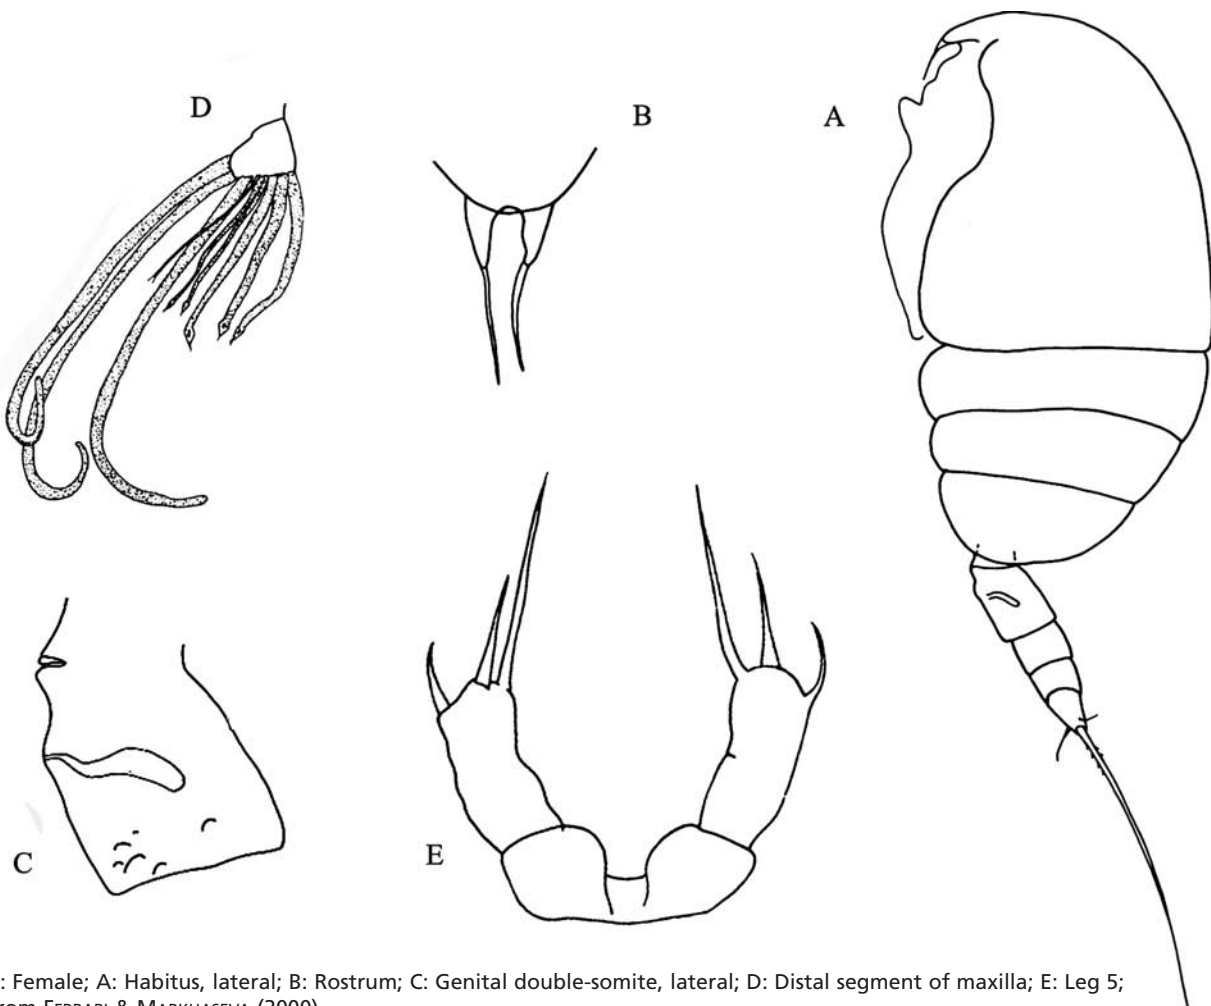 D
B
A
C
E
: Female; A: Habitus, lateral; B: Rostrum; C: Genital double-somite, lateral; D: Distal segment of maxilla; E: Leg 5;
rom FERRARI & MARKHASEVA (2000)